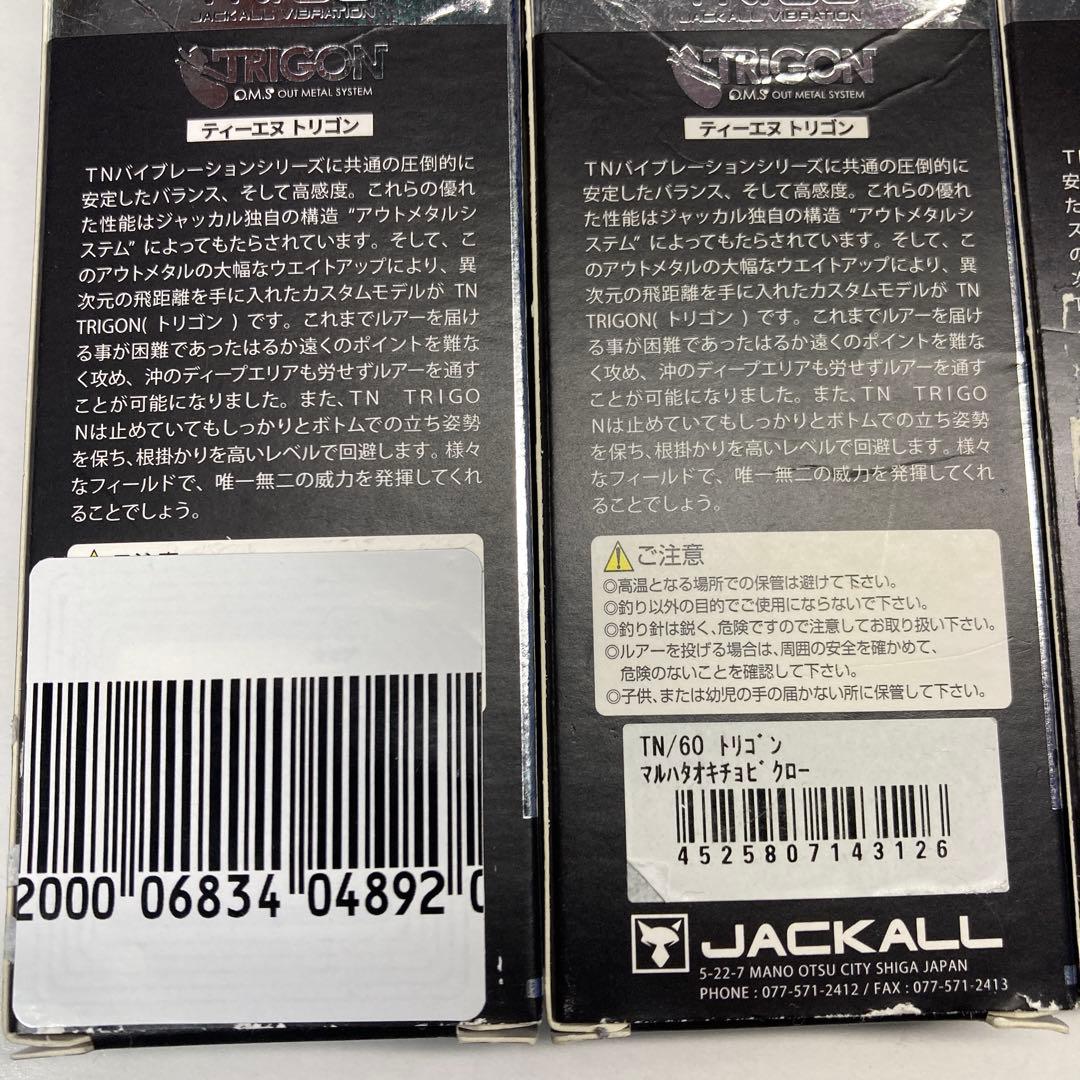 JACKALL VIBRATION
TRIGON
O.M.S OUT METAL SYSTEM
ティーエヌ トリゴン
TNバイブレーションシリーズに共通の圧倒的に
安定したバランス、そして高感度。これらの優れ
た性能はジャッカル独自の構造 “アウトメタルシ
ステム” によってもたらされています。そして、こ
のアウトメタルの大幅なウエイトアップにより、異
次元の飛距離を手に入れたカスタムモデルが TN
TRIGON( トリゴン ) です。これまでルアーを届け
る事が困難であったはるか遠くのポイントを難な
く攻め、沖のディープエリアも労せずルアーを通す
ことが可能になりました。また、TN TRIGO
Nは止めていてもしっかりとボトムでの立ち姿勢
を保ち、根掛かりを高いレベルで回避します。様々
なフィールドで、唯一無二の威力を発揮してくれ
ることでしょう。
2000 06834 04892 0
JACKALL VIBRATION
TRIGON
O.M.S OUT METAL SYSTEM
ティーエヌ トリゴン
TNバイブレーションシリーズに共通の圧倒的に
安定したバランス、そして高感度。これらの優れ
た性能はジャッカル独自の構造 “アウトメタルシ
ステム” によってもたらされています。そして、こ
のアウトメタルの大幅なウエイトアップにより、異
次元の飛距離を手に入れたカスタムモデルが TN
TRIGON( トリゴン ) です。これまでルアーを届け
る事が困難であったはるか遠くのポイントを難な
く攻め、沖のディープエリアも労せずルアーを通す
ことが可能になりました。また、TN TRIGO
Nは止めていてもしっかりとボトムでの立ち姿勢
を保ち、根掛かりを高いレベルで回避します。様々
なフィールドで、唯一無二の威力を発揮してくれ
ることでしょう。
ご注意
◎高温となる場所での保管は避けて下さい。
◎釣り以外の目的でご使用にならないで下さい。
◎釣り針は鋭く、危険ですので注意してお取り扱い下さい。
◎ルアーを投げる場合は、周囲の安全を確かめて、
危険のないことを確認して下さい。
◎子供、または幼児の手の届かない所に保管して下さい。
TN/60 トリゴン
マルハタオキチョビクロー
4525807143126
JACKALL
5-22-7 MANO OTSU CITY SHIGA JAPAN
PHONE : 077-571-2412 / FAX : 077-571-2413